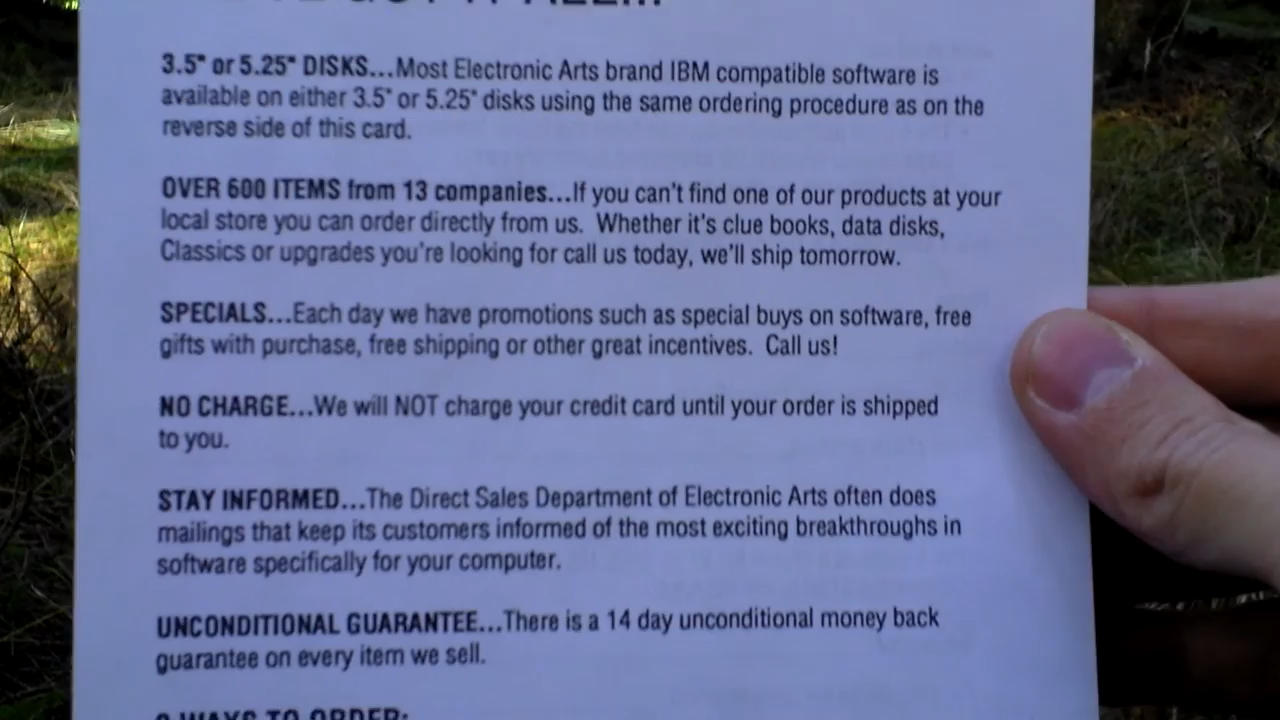 3.5" or 5.25" DISKS...Most Electronic Arts brand IBM compatible software is
available on either 3.5" or 5.25" disks using the same ordering procedure as on the
reverse side of this card.
OVER 600 ITEMS from 13 companies...If you can't find one of our products at your
local store you can order directly from us. Whether it's clue books, data disks,
Classics or upgrades you're looking for call us today, we'll ship tomorrow.
SPECIALS...Each day we have promotions such as special buys on software, free
gifts with purchase, free shipping or other great incentives. Call us!
NO CHARGE...We will NOT charge your credit card until your order is shipped
to you.
STAY INFORMED...The Direct Sales Department of Electronic Arts often does
mailings that keep its customers informed of the most exciting breakthroughs in
software specifically for your computer.
UNCONDITIONAL GUARANTEE...There is a 14 day unconditional money back
guarantee on every item we sell.
WAYS TO ORDER: